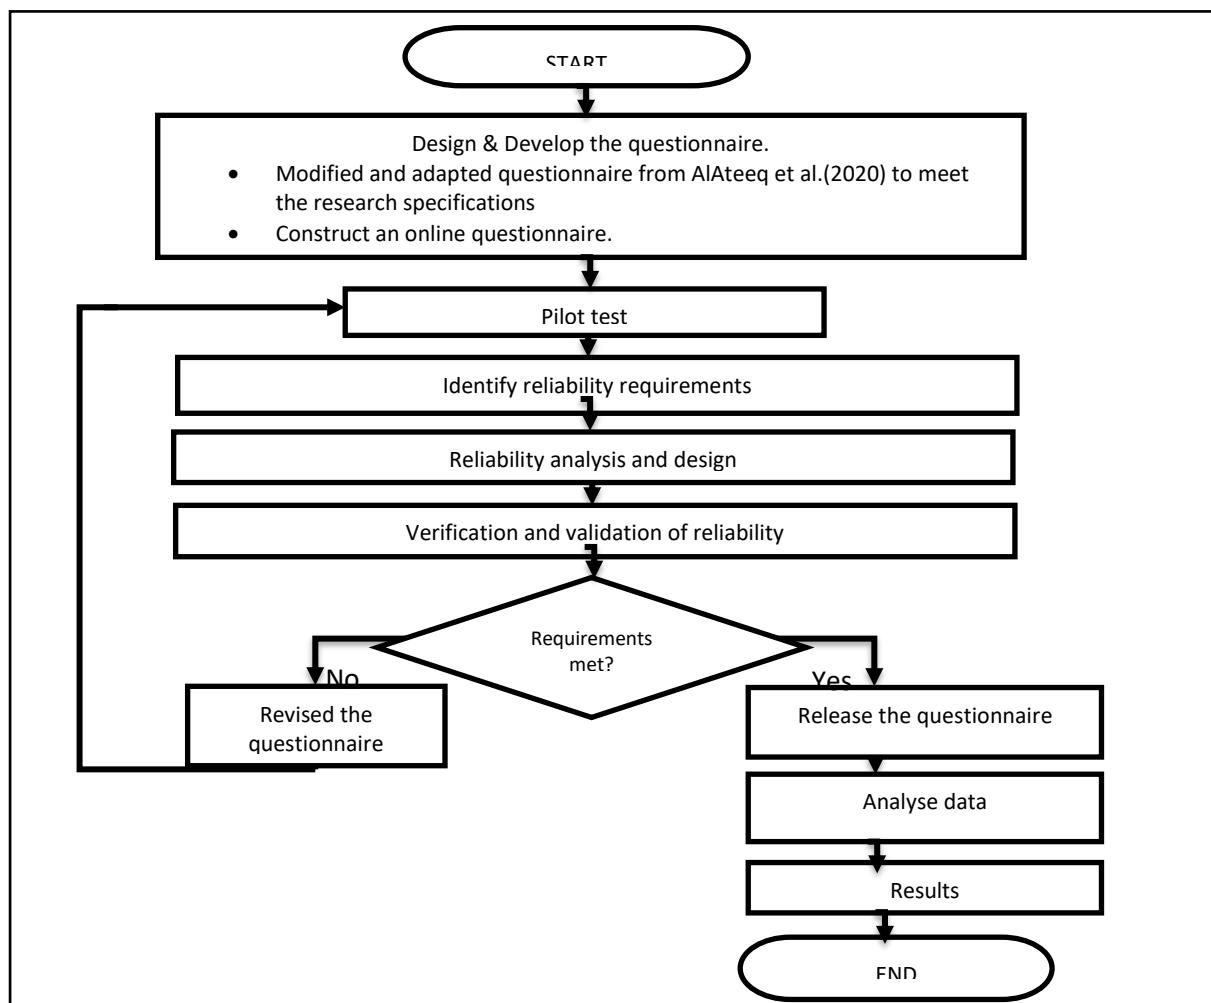 START
Design & Develop the questionnaire.
• Modified and adapted questionnaire from AlAteeq et al.(2020) to meet
the research specifications
• Construct an online questionnaire.
Pilot test
Identify reliability requirements
Reliability analysis and design
Verification and validation of reliability
Requirements
met?
No
Yes
Revised the
questionnaire
Release the questionnaire
Analyse data
Results
END